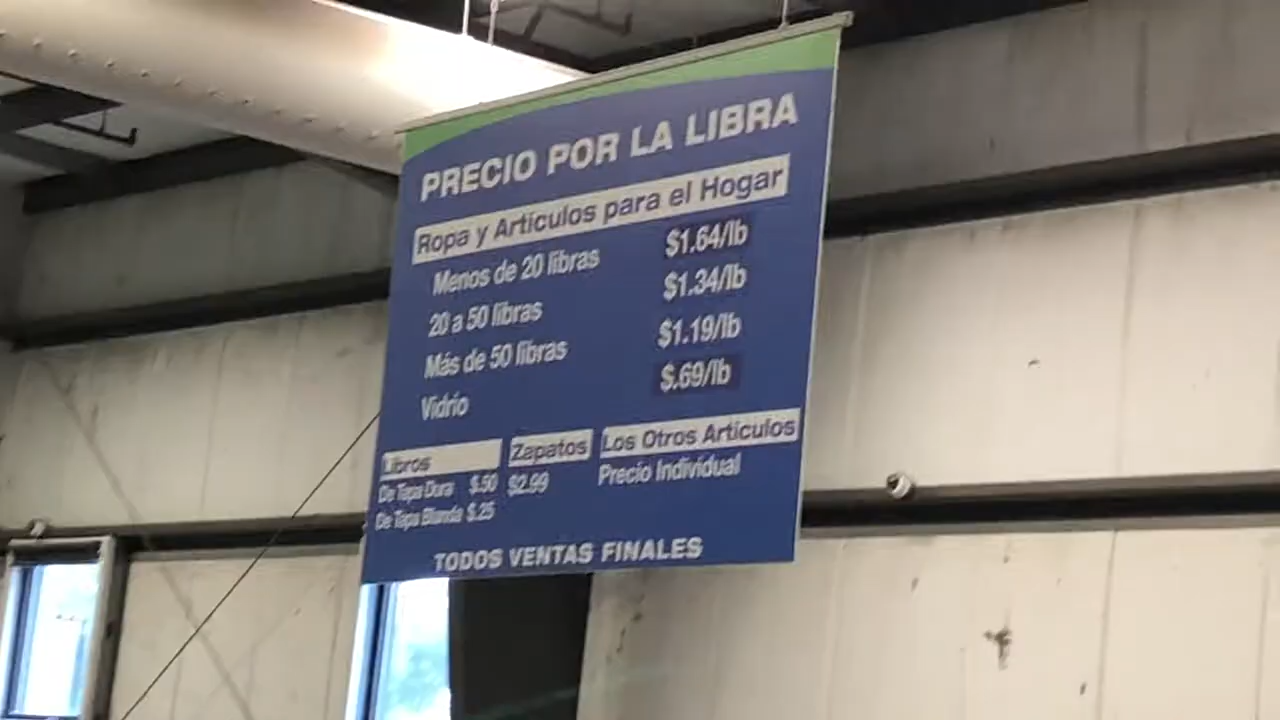 PRECIO POR LA LIBRA
Ropa y Artículos para el Hogar
Menos de 20 libras $1.64/lb
20 a 50 libras $1.34/lb
Más de 50 libras $1.19/lb
Vidrio $.69/lb
Libros
De Tapa Dura $.50
De Tapa Blanda $.25
Zapatos
$2.99
Los Otros Artículos
Precio Individual
TODOS VENTAS FINALES